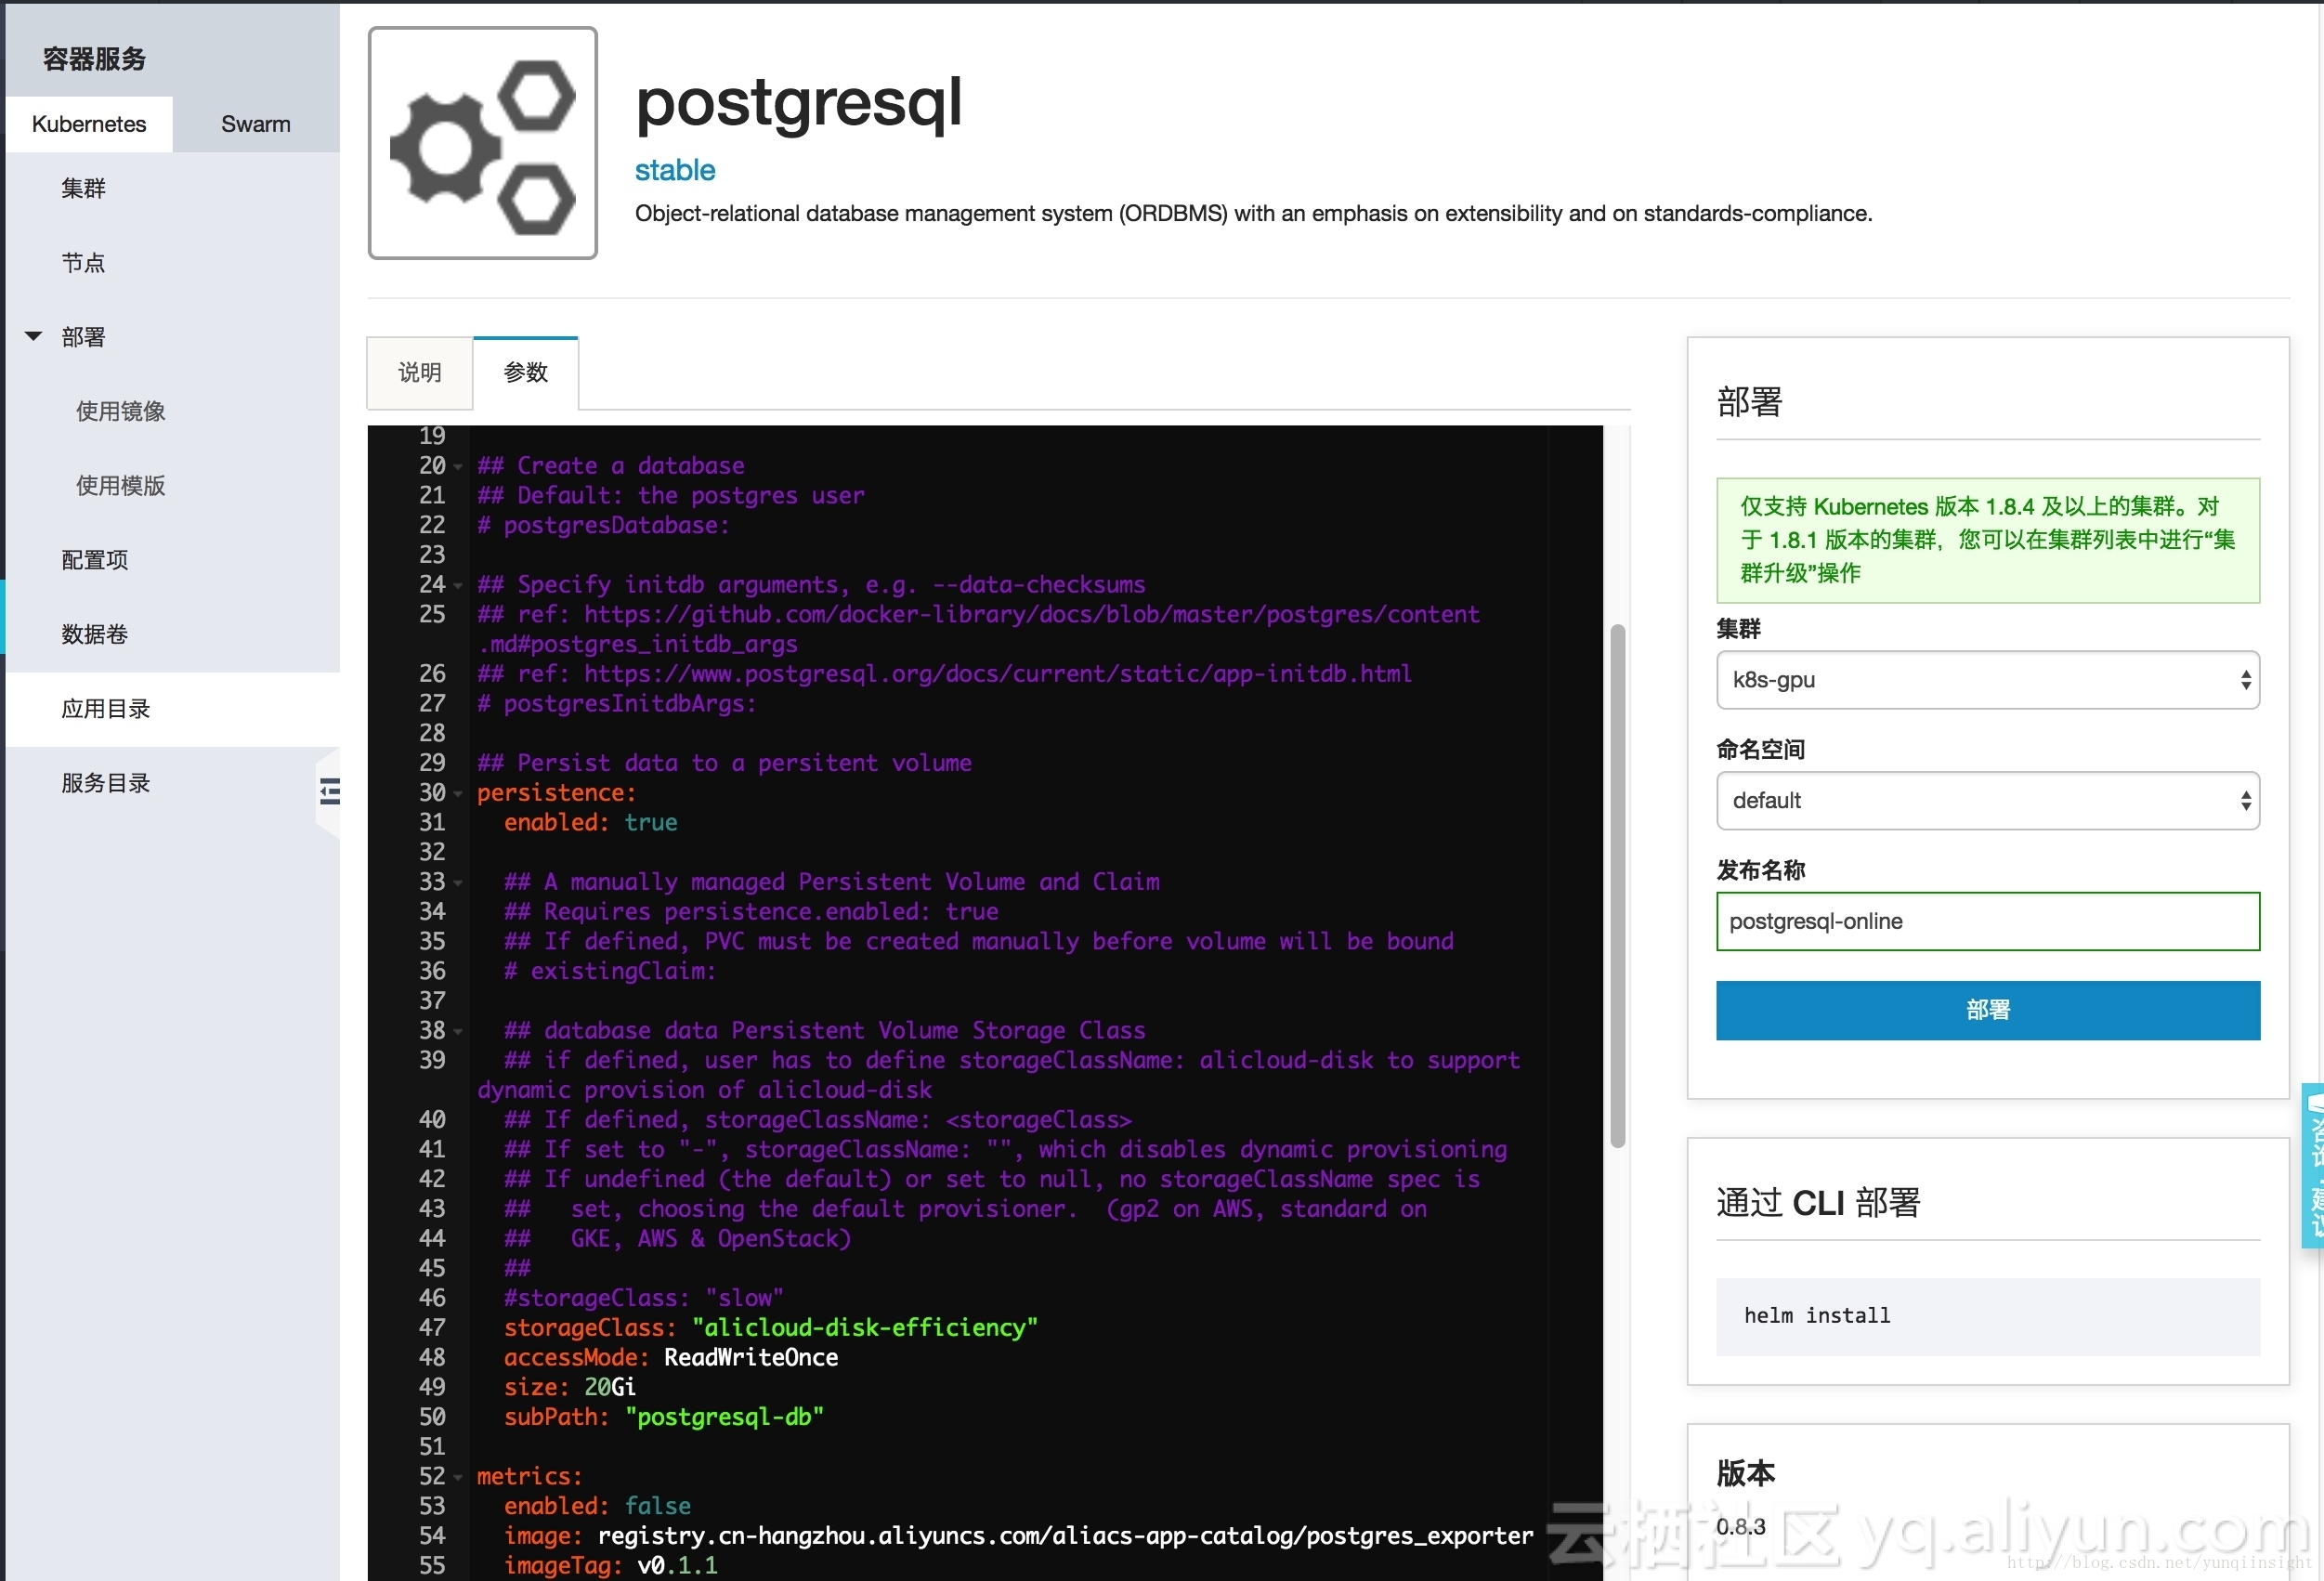 容器服务
Kubernetes
Swarm
集群
节点
部署
使用镜像
使用模版
配置项
数据卷
应用目录
服务目录
postgresql
stable
Object-relational database management system (ORDBMS) with an emphasis on extensibility and on standards-compliance.
说明
参数
19
20 ## Create a database
21 ## Default: the postgres user
22 # postgresDatabase:
23
24 ## Specify initdb arguments, e.g. --data-checksums
25 ## ref: https://github.com/docker-library/docs/blob/master/postgres/content
.md#postgres_initdb_args
26 ## ref: https://www.postgresql.org/docs/current/static/app-initdb.html
27 # postgresInitdbArgs:
28
29 ## Persist data to a persitent volume
30 persistence:
31   enabled: true
32
33   ## A manually managed Persistent Volume and Claim
34   ## Requires persistence.enabled: true
35   ## If defined, PVC must be created manually before volume will be bound
36   # existingClaim:
37
38   ## database data Persistent Volume Storage Class
39   ## if defined, user has to define storageClassName: alicloud-disk to support
dynamic provision of alicloud-disk
40   ## If defined, storageClassName: <storageClass>
41   ## If set to "-", storageClassName: "", which disables dynamic provisioning
42   ## If undefined (the default) or set to null, no storageClassName spec is
43   ##   set, choosing the default provisioner.  (gp2 on AWS, standard on
44   ##   GKE, AWS & OpenStack)
45   ##
46   #storageClass: "slow"
47   storageClass: "alicloud-disk-efficiency"
48   accessMode: ReadWriteOnce
49   size: 20Gi
50   subPath: "postgresql-db"
51
52 metrics:
53   enabled: false
54   image: registry.cn-hangzhou.aliyuncs.com/aliacs-app-catalog/postgres_exporter
55   imageTag: v0.1.1
部署
仅支持 Kubernetes 版本 1.8.4 及以上的集群。对
于 1.8.1 版本的集群，您可以在集群列表中进行“集
群升级”操作
集群
k8s-gpu
命名空间
default
发布名称
postgresql-online
部署
通过 CLI 部署
helm install
版本
0.8.3
咨询·建议
云栖社区 yq.aliyun.com
http://blog.csdn.net/yunqiinsight